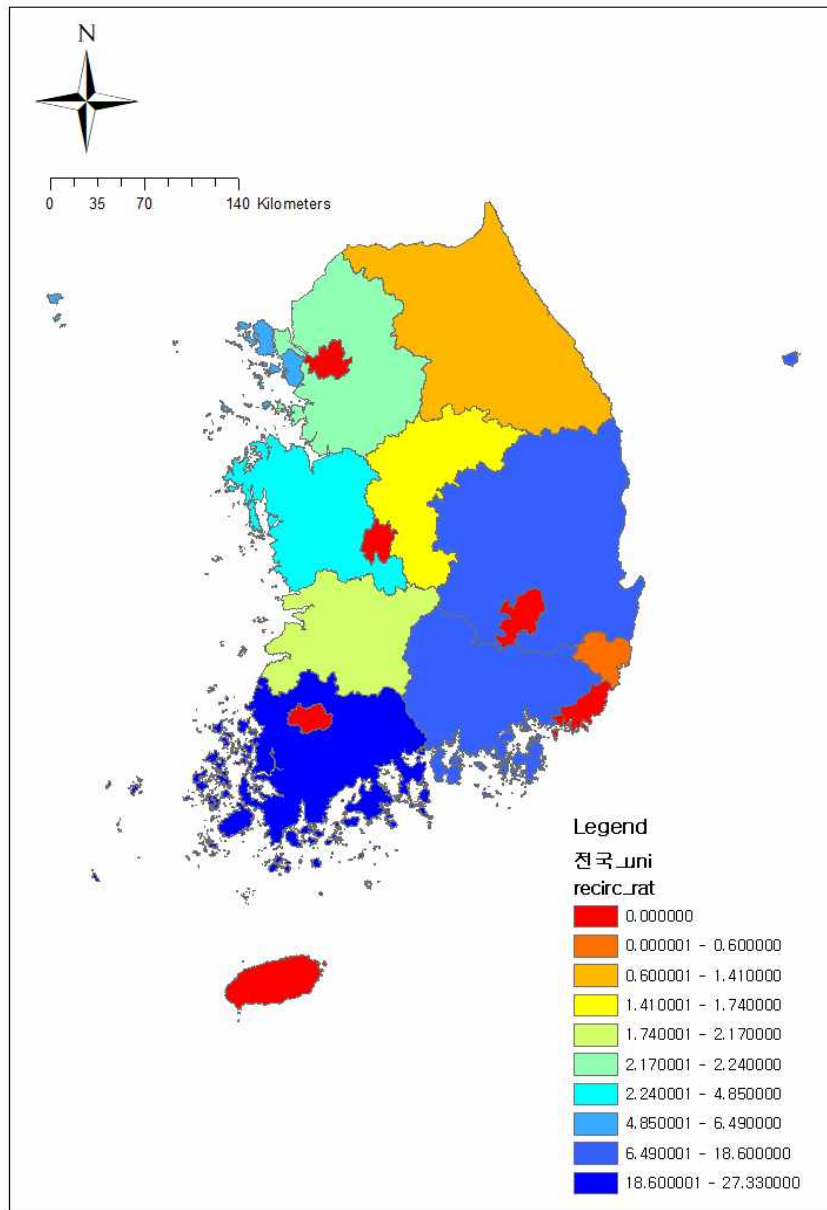 N
0 35 70 140 Kilometers
Legend
전국_uni
recirc_rat
0.000000
0.000001 - 0.600000
0.600001 - 1.410000
1.410001 - 1.740000
1.740001 - 2.170000
2.170001 - 2.240000
2.240001 - 4.850000
4.850001 - 6.490000
6.490001 - 18.600000
18.600001 - 27.330000